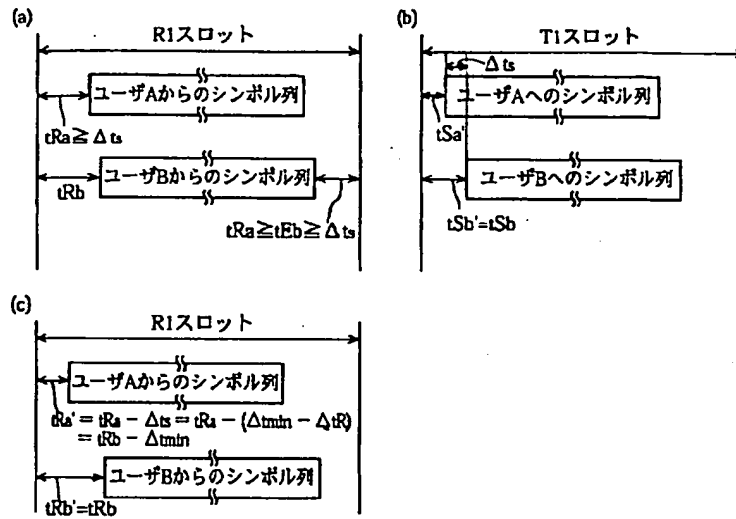 (a)
R1スロット
ユーザAからのシンボル列
tRa≧Δts
ユーザBからのシンボル列
tRb
tRa≧tEb≧Δts
(b)
T1スロット
Δts
ユーザAへのシンボル列
tSa'
ユーザBへのシンボル列
tSb'=tSb
(c)
R1スロット
ユーザAからのシンボル列
tRa'=tRa-Δts=tRa-(Δtmin-ΔtR)
=tRb-Δtmin
ユーザBからのシンボル列
tRb'=tRb